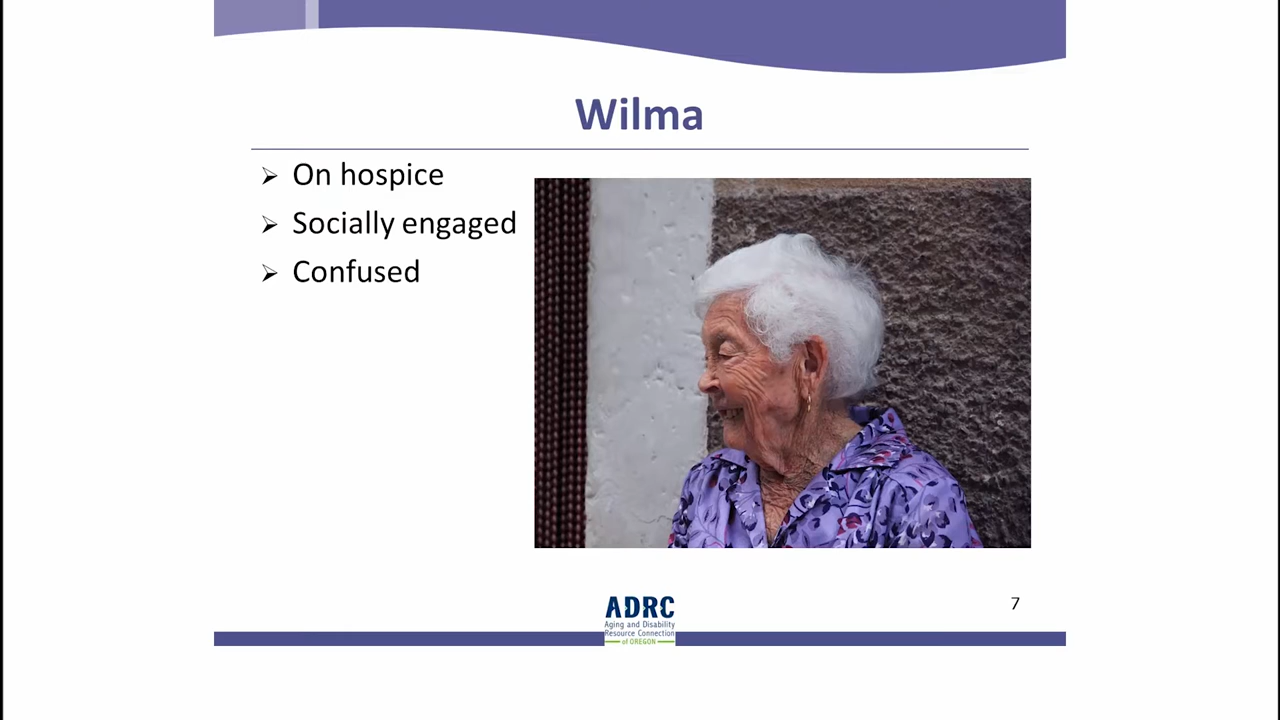 Wilma
➢ On hospice
➢ Socially engaged
➢ Confused
7
ADRC
Aging and Disability
Resource Connection
of OREGON